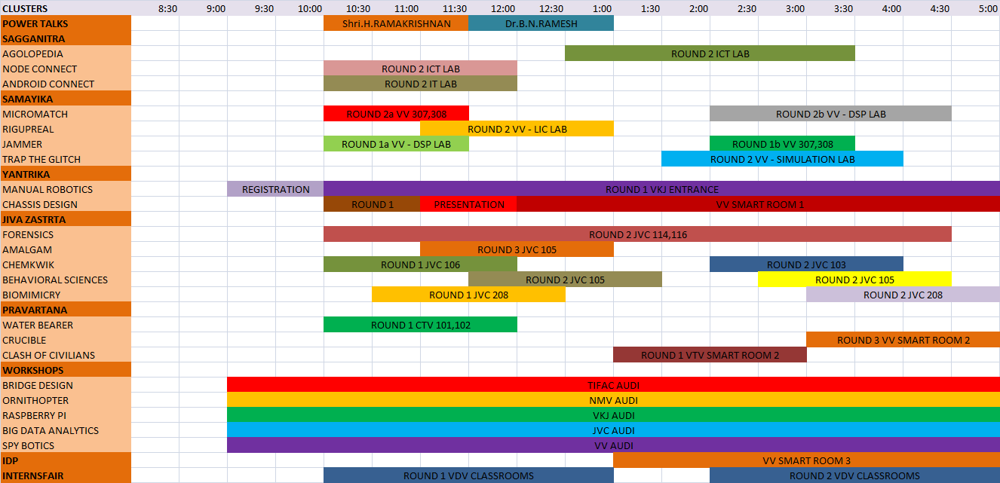 CLUSTERS 8:30 9:00 9:30 10:00 10:30 11:00 11:30 12:00 12:30 1:00 1:30 2:00 2:30 3:00 3:30 4:00 4:30 5:00
POWER TALKS Shri.H.RAMAKRISHNAN Dr.B.N.RAMESH
SAGGANITRA
AGOLOPEDIA ROUND 2 ICT LAB
NODE CONNECT ROUND 2 ICT LAB
ANDROID CONNECT ROUND 2 IT LAB
SAMAYIKA
MICROMATCH ROUND 2a VV 307,308 ROUND 2b VV - DSP LAB
RIGUPREAL ROUND 2 VV - LIC LAB
JAMMER ROUND 1a VV - DSP LAB ROUND 1b VV 307,308
TRAP THE GLITCH ROUND 2 VV - SIMULATION LAB
YANTRIKA
MANUAL ROBOTICS REGISTRATION ROUND 1 VKJ ENTRANCE
CHASSIS DESIGN ROUND 1 PRESENTATION VV SMART ROOM 1
JIVA ZASTRTA
FORENSICS ROUND 2 JVC 114,116
AMALGAM ROUND 3 JVC 105
CHEMKWIK ROUND 1 JVC 106 ROUND 2 JVC 103
BEHAVIORAL SCIENCES ROUND 2 JVC 105 ROUND 2 JVC 105
BIOMIMICRY ROUND 1 JVC 208 ROUND 2 JVC 208
PRAVARTANA
WATER BEARER ROUND 1 CTV 101,102
CRUCIBLE ROUND 3 VV SMART ROOM 2
CLASH OF CIVILIANS ROUND 1 VTV SMART ROOM 2
WORKSHOPS
BRIDGE DESIGN TIFAC AUDI
ORNITHOPTER NMV AUDI
RASPBERRY PI VKJ AUDI
BIG DATA ANALYTICS JVC AUDI
SPY BOTICS VV AUDI
IDP VV SMART ROOM 3
INTERNSFAIR ROUND 1 VDV CLASSROOMS ROUND 2 VDV CLASSROOMS